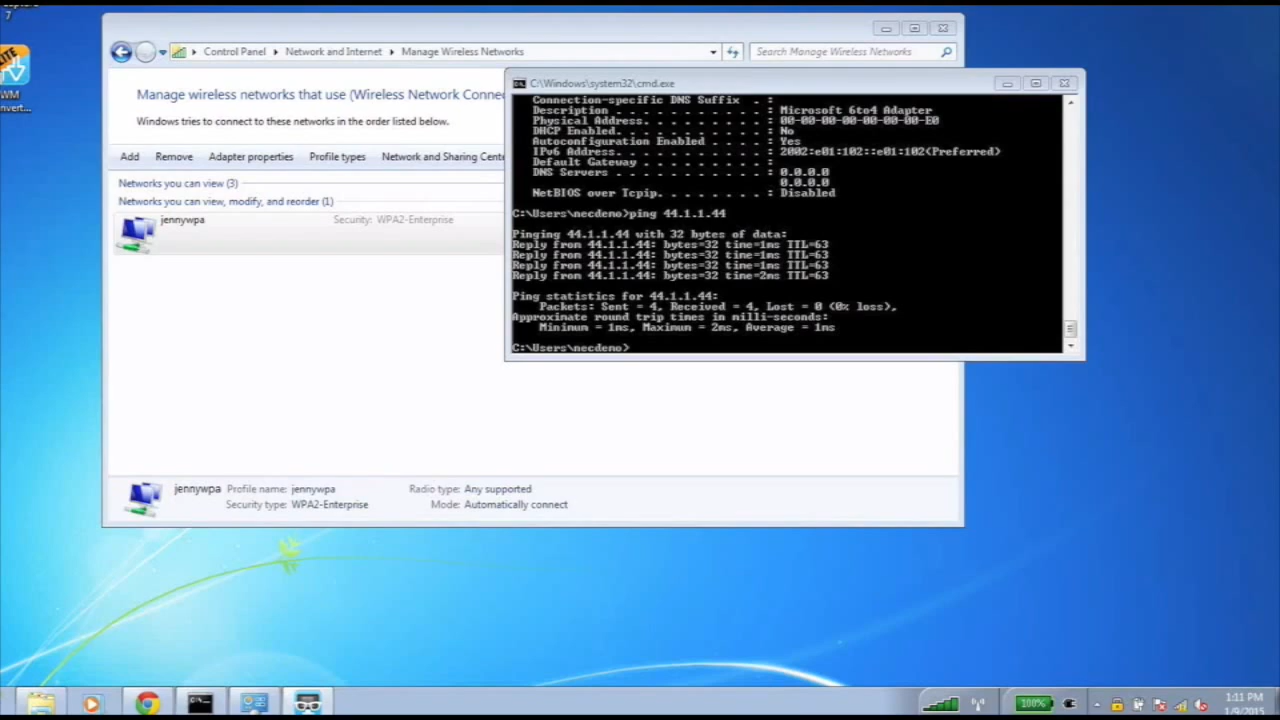 7
WM
nvert...
Control Panel
Network and Internet
Manage Wireless Networks
Search Manage Wireless Networks
Manage wireless networks that
ireless Network Connec
Windows tries to connect to these networks in the order listed below.
Add
Remove
Adapter properties
Profile types
Network and Sharing Cente
Networks you can view (3)
Networks you can view, modify, and reorder (1)
jennywpa
Security: WPA2-Enterprise
C:\Windows\system32\cmd.exe
Connection-specific DNS Suffix . :
Description . . . . . . . . . . . : Microsoft 6to4 Adapter
Physical Address. . . . . . . . . : 00-00-00-00-00-00-00-E0
DHCP Enabled. . . . . . . . . . . : No
Autoconfiguration Enabled . . . . : Yes
IPv6 Address. . . . . . . . . . . : 2002:e01:102::e01:102(Preferred)
Default Gateway . . . . . . . . . :
DNS Servers . . . . . . . . . . . : 0.0.0.0
0.0.0.0
NetBIOS over Tcpip. . . . . . . . : Disabled
C:\Users\necdemo>ping 44.1.1.44
Pinging 44.1.1.44 with 32 bytes of data:
Reply from 44.1.1.44: bytes=32 time=1ms TTL=63
Reply from 44.1.1.44: bytes=32 time=1ms TTL=63
Reply from 44.1.1.44: bytes=32 time=1ms TTL=63
Reply from 44.1.1.44: bytes=32 time=2ms TTL=63
Ping statistics for 44.1.1.44:
Packets: Sent = 4, Received = 4, Lost = 0 (0% loss),
Approximate round trip times in milli-seconds:
Minimum = 1ms, Maximum = 2ms, Average = 1ms
C:\Users\necdemo>
jennywpa
Profile name: jennywpa
Security type: WPA2-Enterprise
Radio type: Any supported
Mode: Automatically connect
100%
1:11 PM
1/9/2015